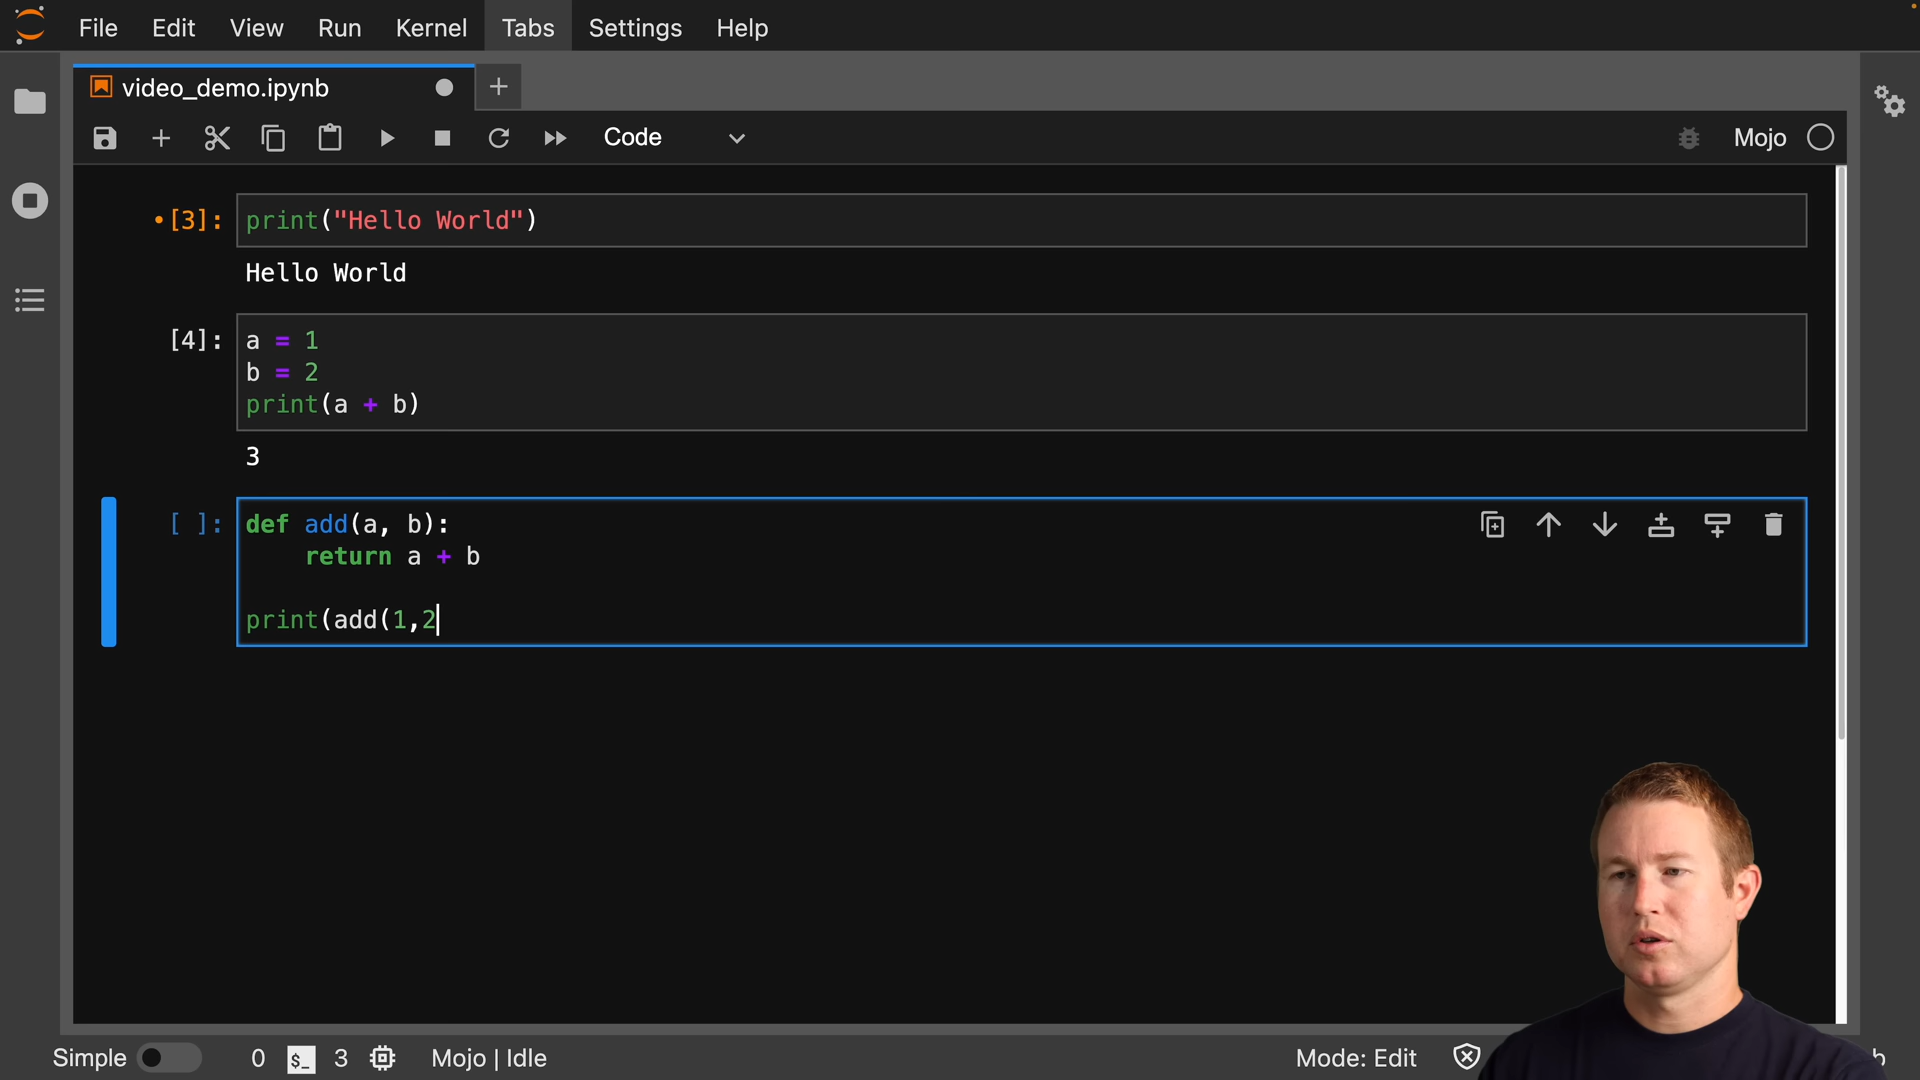 File Edit View Run Kernel Tabs Settings Help
video_demo.ipynb
Code
Mojo
[3]: print("Hello World")
Hello World
[4]: a = 1
b = 2
print(a + b)
3
[ ]: def add(a, b):
return a + b
print(add(1,2
Simple 0 $_ 3 Mojo | Idle Mode: Edit